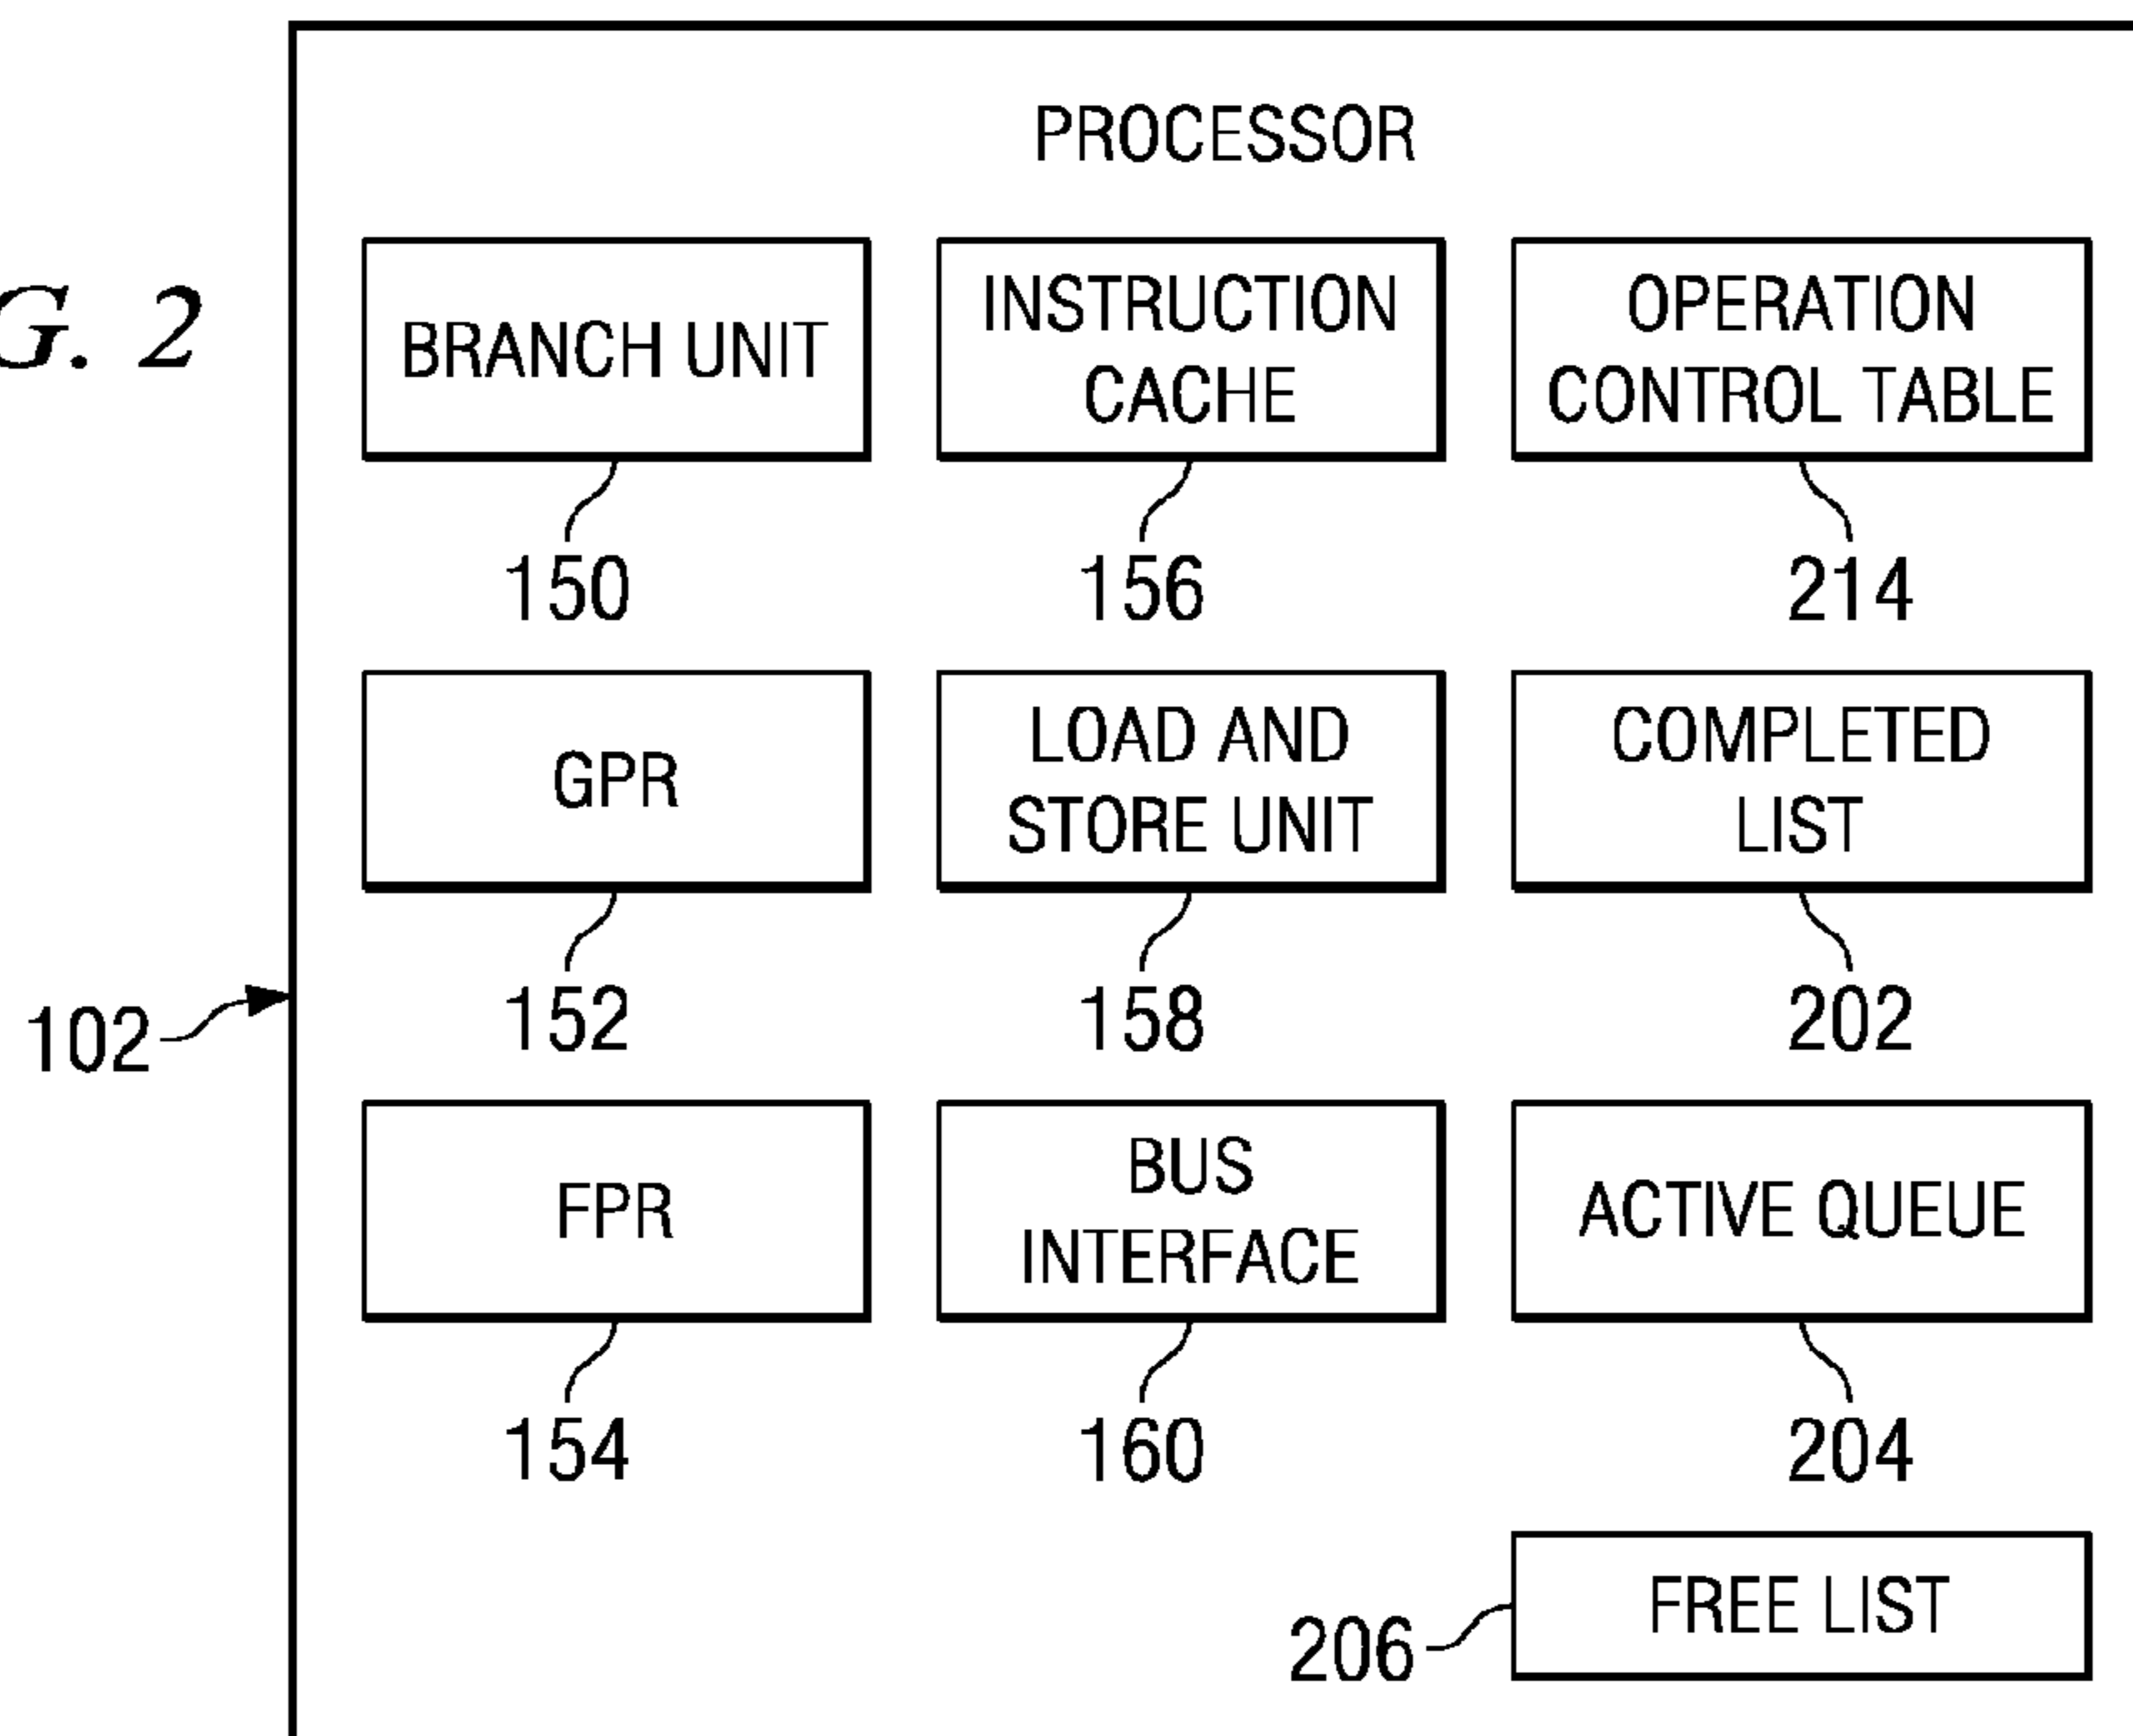 PROCESSOR
G. 2
BRANCH UNIT
INSTRUCTION
CACHE
OPERATION
CONTROL TABLE
150
156
214
GPR
LOAD AND
STORE UNIT
COMPLETED
LIST
152
158
202
102
FPR
BUS
INTERFACE
ACTIVE QUEUE
154
160
204
FREE LIST
206